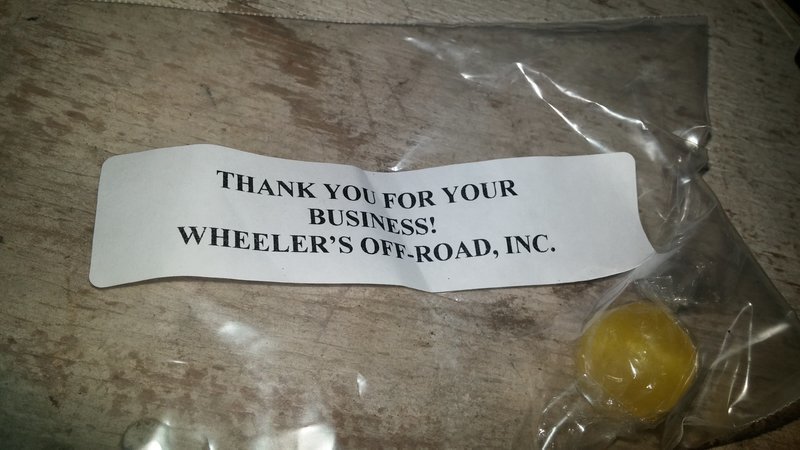 THANK YOU FOR YOUR
BUSINESS!
WHEELER'S OFF-ROAD, INC.